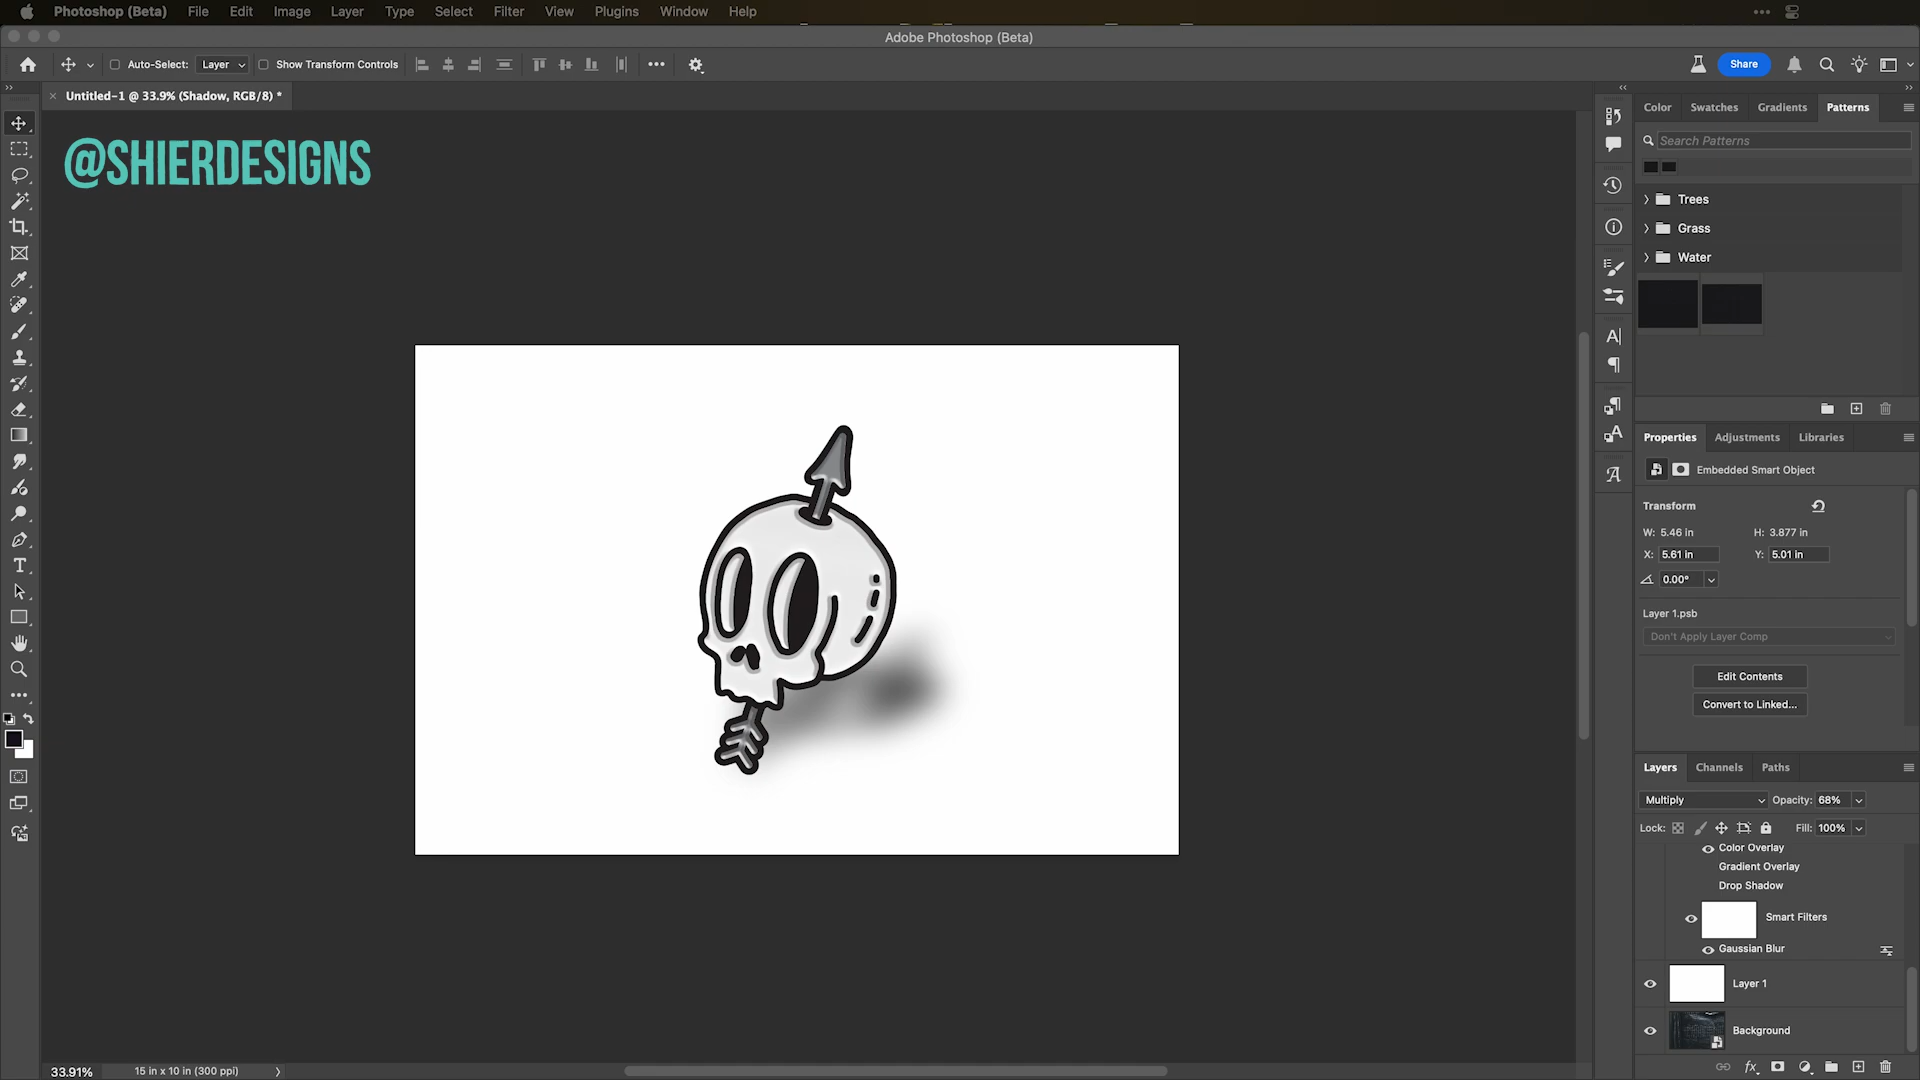 Photoshop (Beta) File Edit Image Layer Type Select Filter View Plugins Window Help
Adobe Photoshop (Beta)
Auto-Select: Layer Show Transform Controls Share
Untitled-1 @ 33.9% (Shadow, RGB/8) *
Color Swatches Gradients Patterns
@SHIERDESIGNS
Search Patterns
Trees
Grass
Water
Properties Adjustments Libraries
Embedded Smart Object
Transform
W: 5.46 in H: 3.877 in
X: 5.61 in Y: 5.01 in
0.00°
Layer 1.psb
Don't Apply Layer Comp
Edit Contents
Convert to Linked...
Layers Channels Paths
Multiply Opacity: 68%
Lock: Fill: 100%
Color Overlay
Gradient Overlay
Drop Shadow
Smart Filters
Gaussian Blur
Layer 1
Background
33.91% 15 in x 10 in (300 ppi)